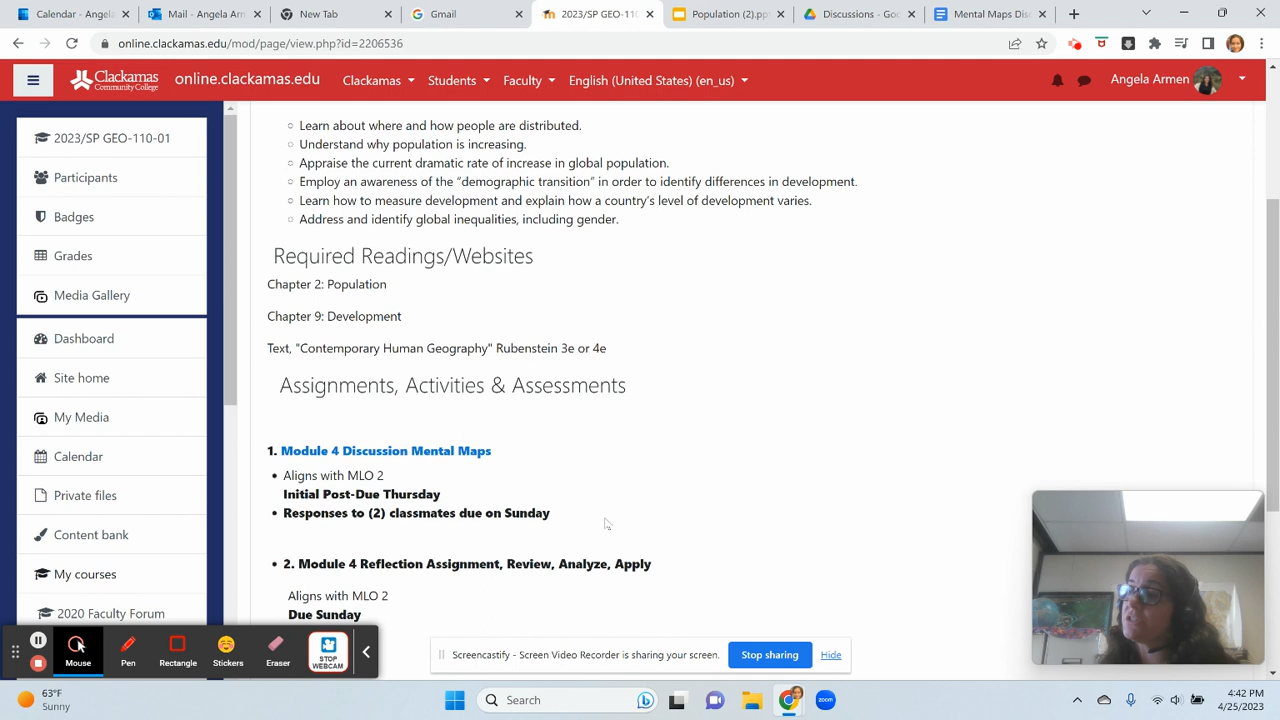 Calendar - Angela Ar
Mail - Angela Arm
New Tab
Gmail
2023/SP GEO-110
Population (2).pp
Discussions - Goo
Mental Maps Dis
online.clackamas.edu/mod/page/view.php?id=2206536
Clackamas
Community College
online.clackamas.edu
Clackamas
Students
Faculty
English (United States) (en_us)
Angela Armen
2023/SP GEO-110-01
Participants
Badges
Grades
Media Gallery
Dashboard
Site home
My Media
Calendar
Private files
Content bank
My courses
2020 Faculty Forum
Learn about where and how people are distributed.
Understand why population is increasing.
Appraise the current dramatic rate of increase in global population.
Employ an awareness of the "demographic transition" in order to identify differences in development.
Learn how to measure development and explain how a country's level of development varies.
Address and identify global inequalities, including gender.
Required Readings/Websites
Chapter 2: Population
Chapter 9: Development
Text, "Contemporary Human Geography" Rubenstein 3e or 4e
Assignments, Activities & Assessments
1. Module 4 Discussion Mental Maps
Aligns with MLO 2
Initial Post-Due Thursday
Responses to (2) classmates due on Sunday
2. Module 4 Reflection Assignment, Review, Analyze, Apply
Aligns with MLO 2
Due Sunday
Mouse
Pen
Rectangle
Stickers
Eraser
STOP
WEBCAM
Screencastify - Screen Video Recorder is sharing your screen.
Stop sharing
Hide
63°F
Sunny
Search
zoom
4:42 PM
4/25/2023